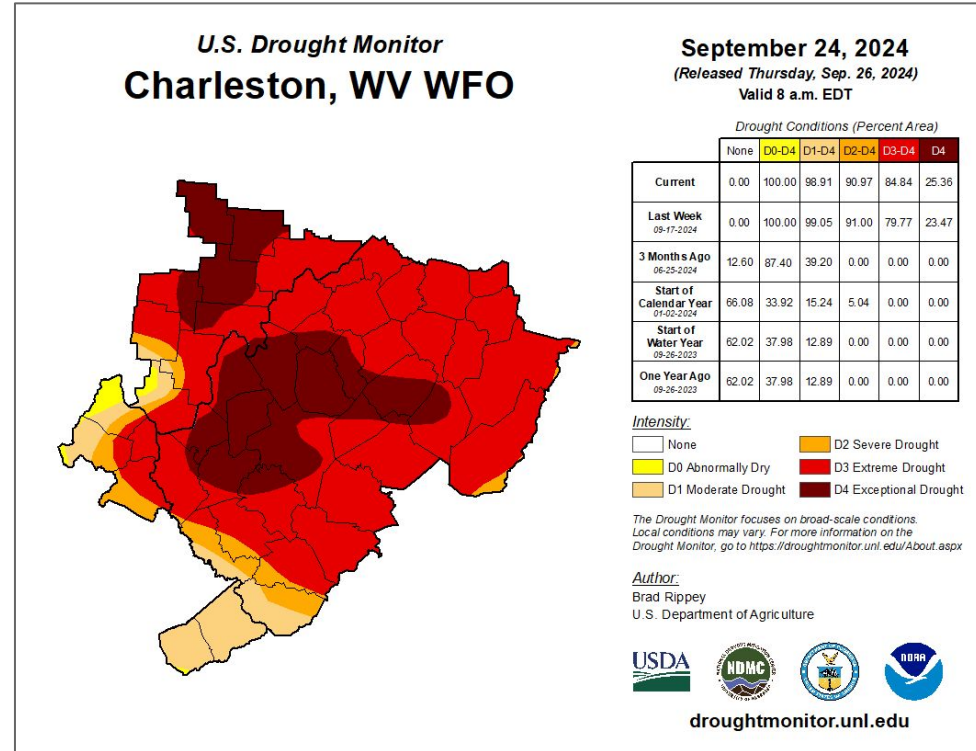 U.S. Drought Monitor
Charleston, WV WFO
September 24, 2024
(Released Thursday, Sep. 26, 2024)
Valid 8 a.m. EDT
Drought Conditions (Percent Area)
None D0-D4 D1-D4 D2-D4 D3-D4 D4
Current 0.00 100.00 98.91 90.97 84.84 25.36
Last Week
09-17-2024 0.00 100.00 99.05 91.00 79.77 23.47
3 Months Ago
06-25-2024 12.60 87.40 39.20 0.00 0.00 0.00
Start of
Calendar Year
01-02-2024 66.08 33.92 15.24 5.04 0.00 0.00
Start of
Water Year
09-26-2023 62.02 37.98 12.89 0.00 0.00 0.00
One Year Ago
09-26-2023 62.02 37.98 12.89 0.00 0.00 0.00
Intensity:
None
D0 Abnormally Dry
D1 Moderate Drought
D2 Severe Drought
D3 Extreme Drought
D4 Exceptional Drought
The Drought Monitor focuses on broad-scale conditions.
Local conditions may vary. For more information on the
Drought Monitor, go to https://droughtmonitor.unl.edu/About.aspx
Author:
Brad Rippey
U.S. Department of Agriculture
USDA
NDMC
NOAA
droughtmonitor.unl.edu